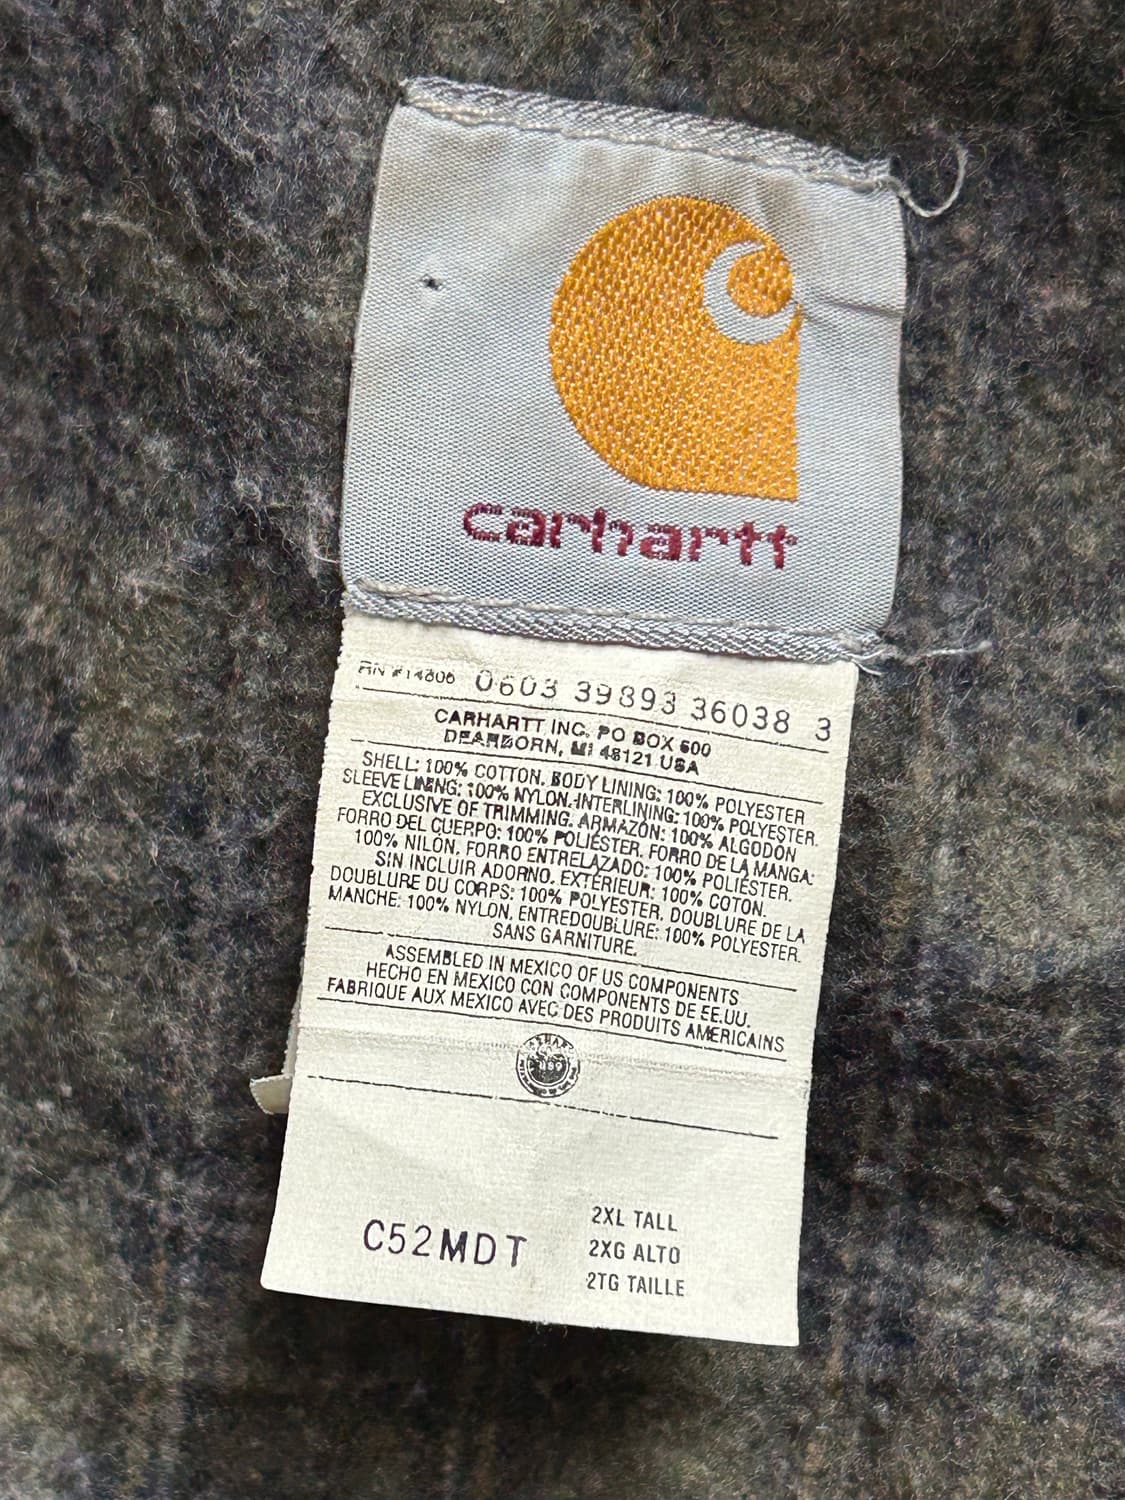 carhartt
RN #14806 0603 39893 36038 3
CARHARTT INC. PO BOX 600
DEARBORN, MI 48121 USA
SHELL: 100% COTTON. BODY LINING: 100% POLYESTER
SLEEVE LINING: 100% NYLON. INTERLINING: 100% POLYESTER.
EXCLUSIVE OF TRIMMING. ARMAZÓN: 100% ALGODON
FORRO DEL CUERPO: 100% POLIÉSTER, FORRO DE LA MANGA:
100% NILON. FORRO ENTRELAZADO: 100% POLIÉSTER.
SIN INCLUIR ADORNO. EXTÉRIEUR: 100% COTON.
DOUBLURE DU CORPS: 100% POLYESTER. DOUBLURE DE LA
MANCHE: 100% NYLON. ENTREDOUBLURE: 100% POLYESTER.
SANS GARNITURE.
ASSEMBLED IN MEXICO OF US COMPONENTS
HECHO EN MEXICO CON COMPONENTS DE EE.UU.
FABRIQUE AUX MEXICO AVEC DES PRODUITS AMERICAINS
C52MDT
2XL TALL
2XG ALTO
2TG TAILLE